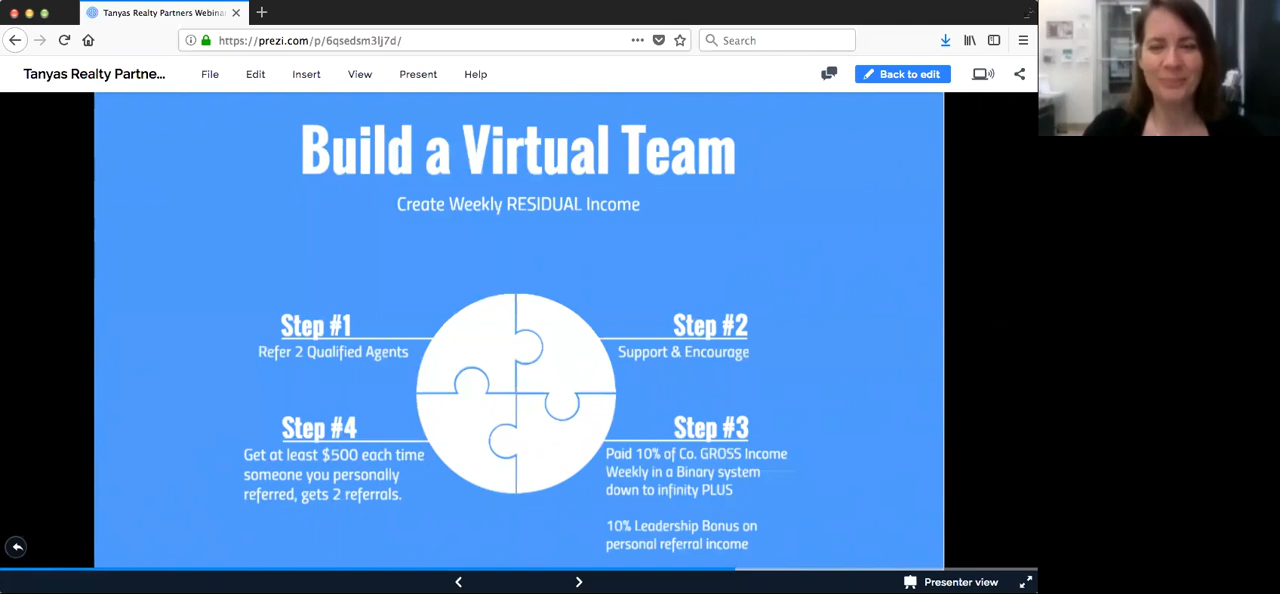 Tanyas Realty Partners Webinar
https://prezi.com/p/6qsedsm3lj7d/
Search
Tanyas Realty Partne...
File
Edit
Insert
View
Present
Help
Back to edit
Build a Virtual Team
Create Weekly RESIDUAL Income
Step #1
Refer 2 Qualified Agents
Step #2
Support & Encourage
Step #4
Get at least $500 each time
someone you personally
referred, gets 2 referrals.
Step #3
Paid 10% of Co. GROSS Income
Weekly in a Binary system
down to infinity PLUS
10% Leadership Bonus on
personal referral income
Presenter view